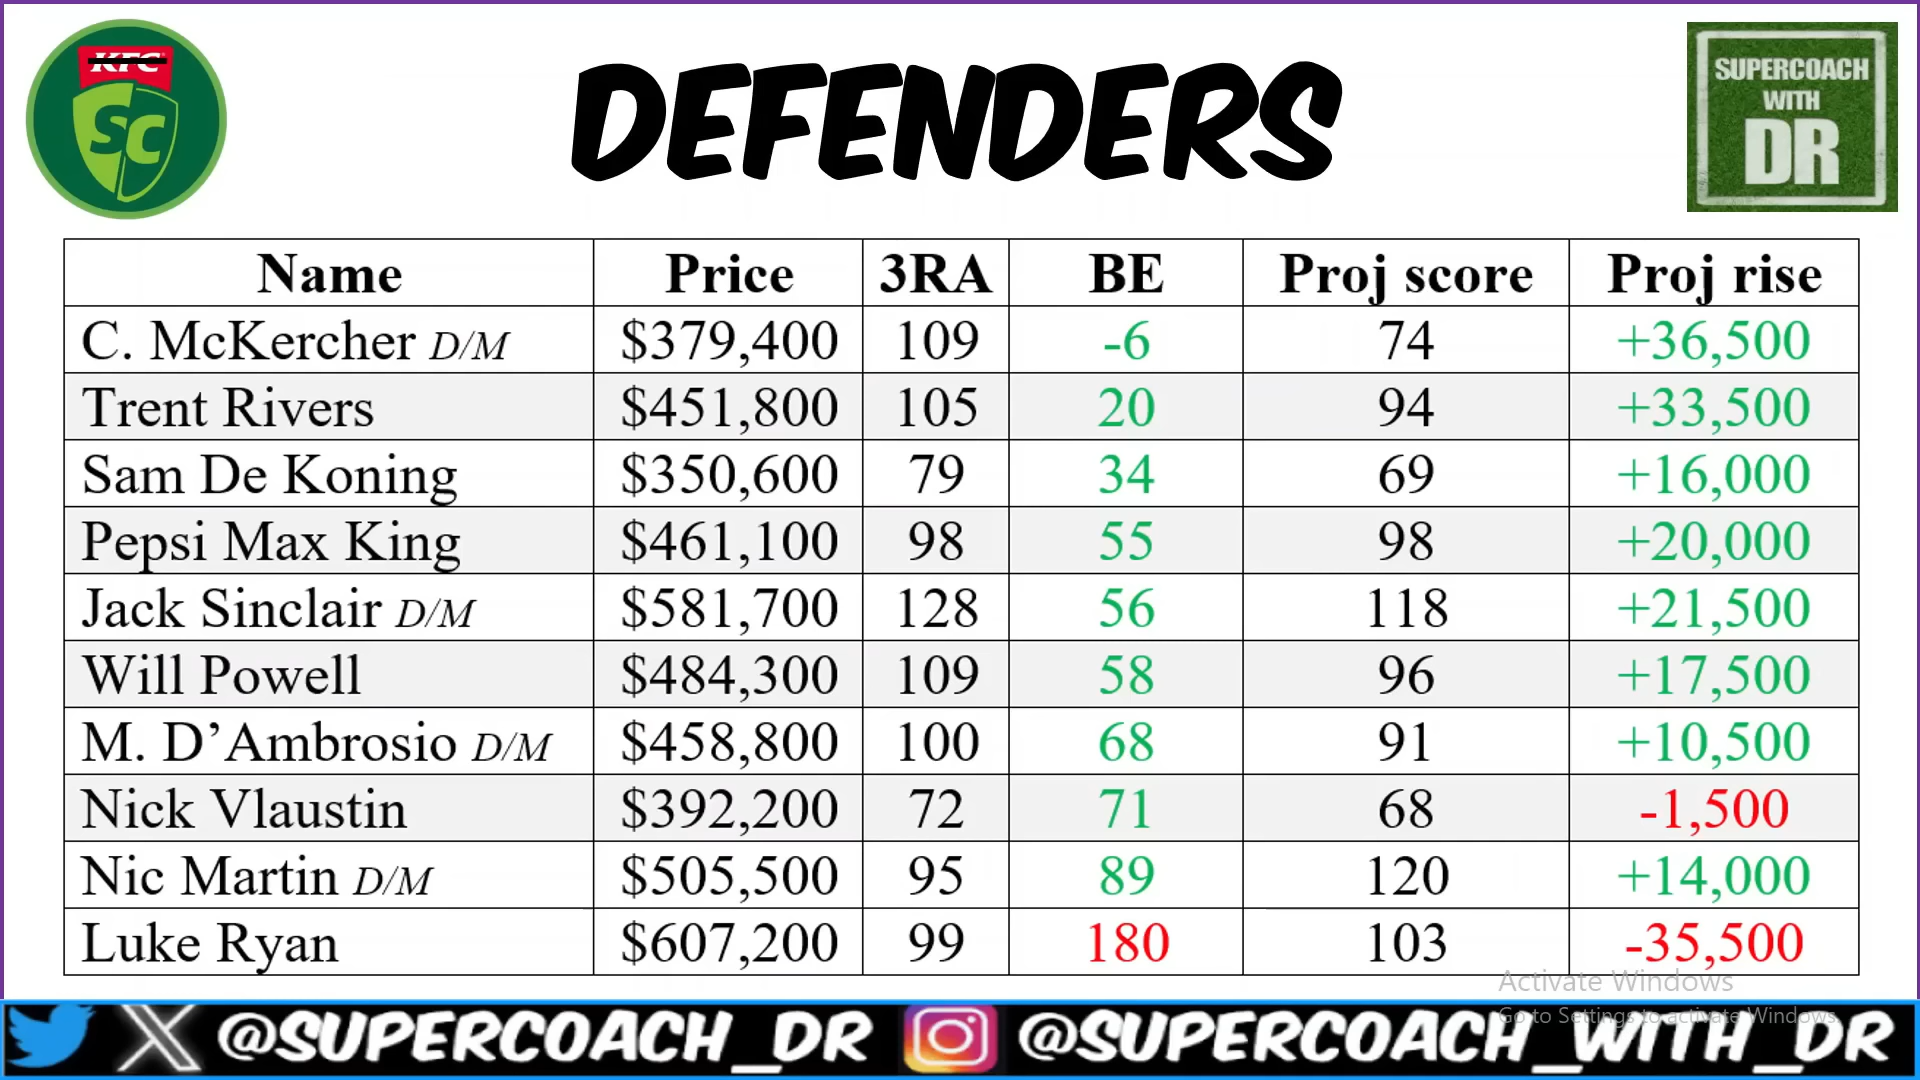 KFC
SC
DEFENDERS
SUPERCOACH
WITH
DR
Name Price 3RA BE Proj score Proj rise
C. McKercher D/M $379,400 109 -6 74 +36,500
Trent Rivers $451,800 105 20 94 +33,500
Sam De Koning $350,600 79 34 69 +16,000
Pepsi Max King $461,100 98 55 98 +20,000
Jack Sinclair D/M $581,700 128 56 118 +21,500
Will Powell $484,300 109 58 96 +17,500
M. D’Ambrosio D/M $458,800 100 68 91 +10,500
Nick Vlaustin $392,200 72 71 68 -1,500
Nic Martin D/M $505,500 95 89 120 +14,000
Luke Ryan $607,200 99 180 103 -35,500
Activate Windows
Go to Settings to activate Windows.
@SUPERCOACH_DR @SUPERCOACH_WITH_DR